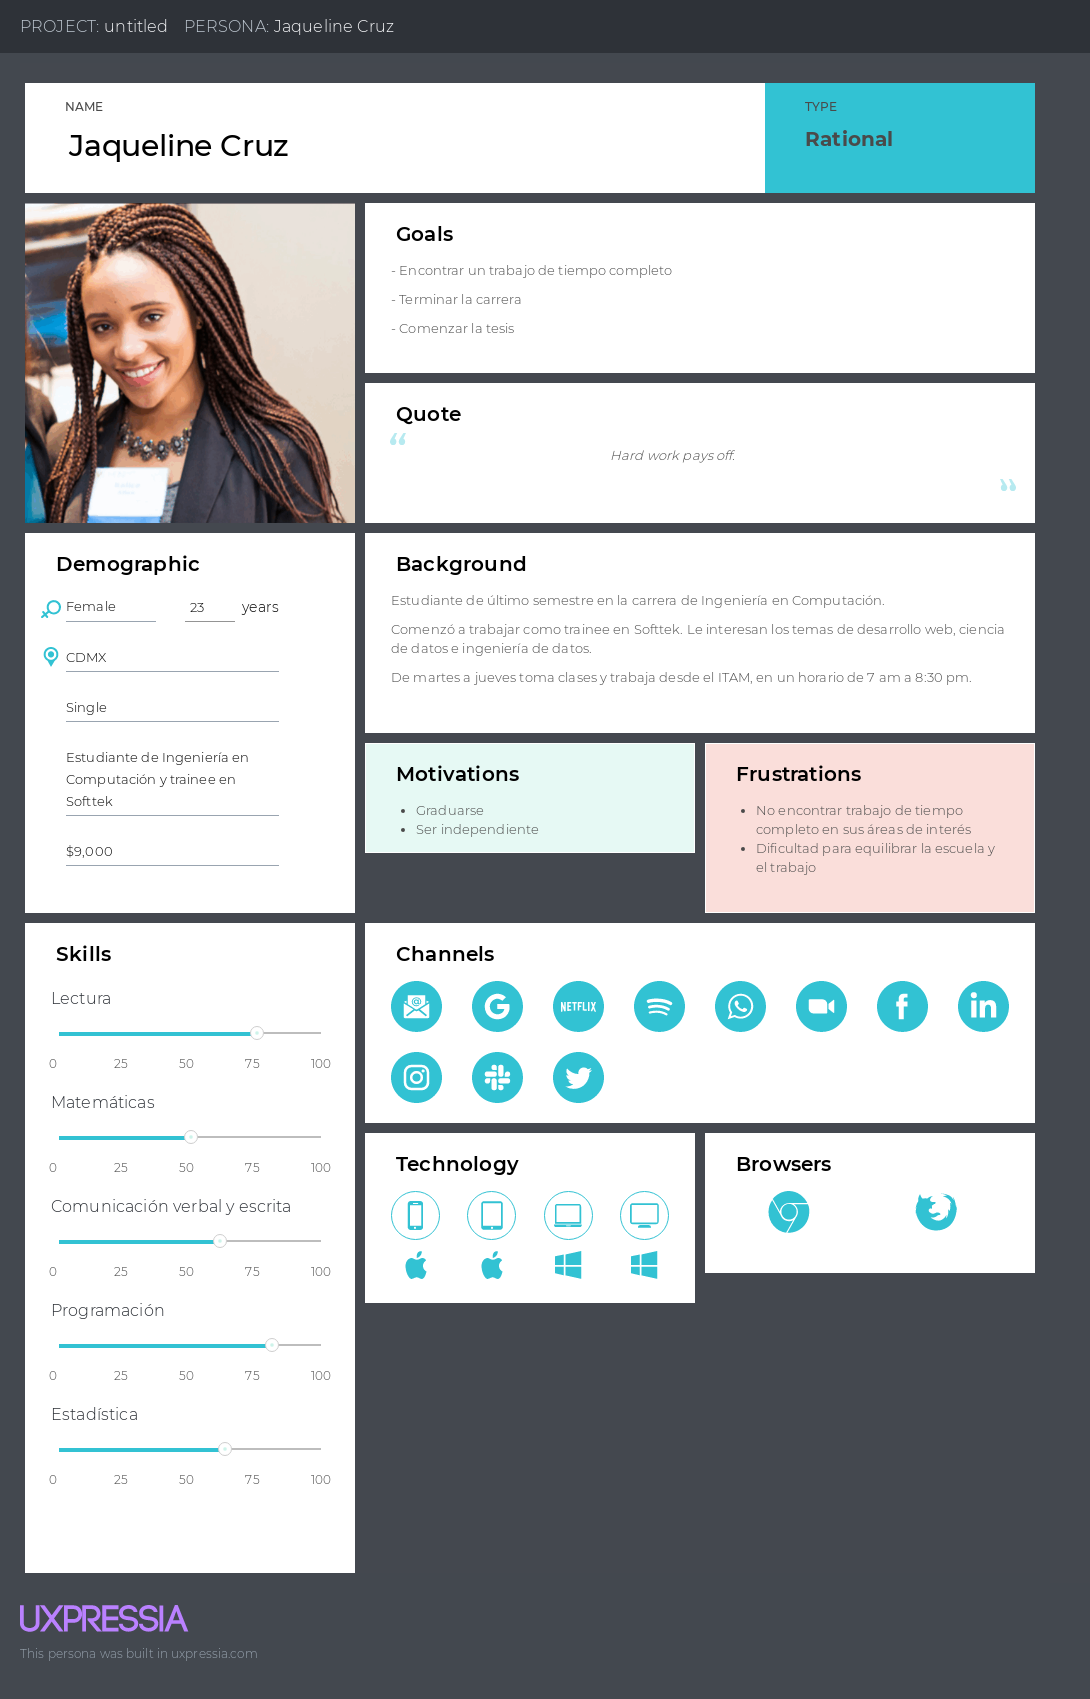 PROJECT: untitled PERSONA: Jaqueline Cruz
NAME
Jaqueline Cruz
TYPE
Rational
Goals
- Encontrar un trabajo de tiempo completo
- Terminar la carrera
- Comenzar la tesis
Quote
“
Hard work pays off.
”
Demographic
Female
23 years
CDMX
Single
Estudiante de Ingeniería en
Computación y trainee en
Softtek
$9,000
Background
Estudiante de último semestre en la carrera de Ingeniería en Computación.
Comenzó a trabajar como trainee en Softtek. Le interesan los temas de desarrollo web, ciencia
de datos e ingeniería de datos.
De martes a jueves toma clases y trabaja desde el ITAM, en un horario de 7 am a 8:30 pm.
Motivations
• Graduarse
• Ser independiente
Frustrations
• No encontrar trabajo de tiempo
completo en sus áreas de interés
• Dificultad para equilibrar la escuela y
el trabajo
Skills
Lectura
0 25 50 75 100
Matemáticas
0 25 50 75 100
Comunicación verbal y escrita
0 25 50 75 100
Programación
0 25 50 75 100
Estadística
0 25 50 75 100
Channels
@ G NETFLIX f in
Technology
Browsers
UXPRESSIA
This persona was built in uxpressia.com